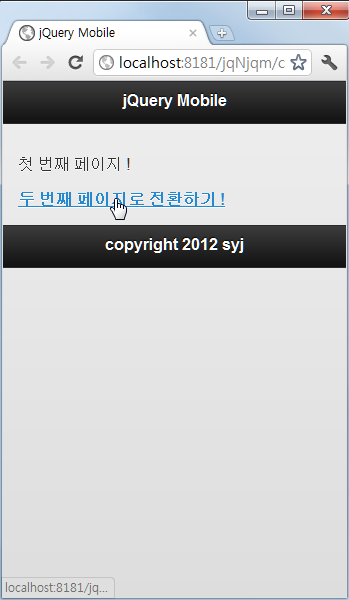 jQuery Mobile
localhost:8181/jqNjqm/c
jQuery Mobile
첫 번째 페이지 !
두 번째 페이지로 전환하기 !
copyright 2012 syj
localhost:8181/jq...